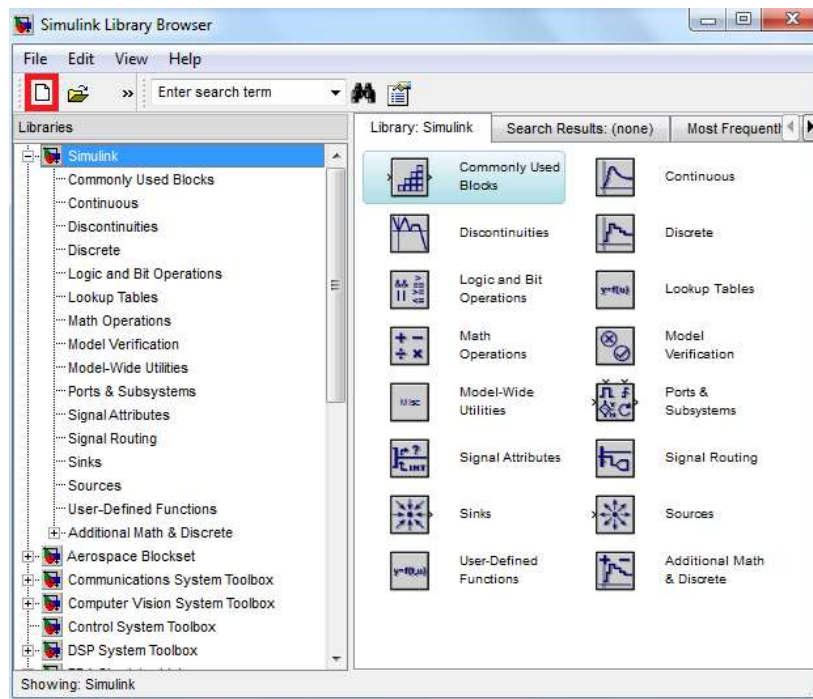 Simulink Library Browser
File Edit View Help
» Enter search term
Libraries
Simulink
Commonly Used Blocks
Continuous
Discontinuities
Discrete
Logic and Bit Operations
Lookup Tables
Math Operations
Model Verification
Model-Wide Utilities
Ports & Subsystems
Signal Attributes
Signal Routing
Sinks
Sources
User-Defined Functions
Additional Math & Discrete
Aerospace Blockset
Communications System Toolbox
Computer Vision System Toolbox
Control System Toolbox
DSP System Toolbox
Library: Simulink Search Results: (none) Most Frequentl
Commonly Used
Blocks
Continuous
Discontinuities
Discrete
&& >
|| >=
<=
Logic and Bit
Operations
y=f(u)
Lookup Tables
+ −
÷ ×
Math
Operations
Model
Verification
Misc
Model-Wide
Utilities
Ports &
Subsystems
?
INT
Signal Attributes
Signal Routing
Sinks
Sources
y=f(t,u)
User-Defined
Functions
Additional Math
& Discrete
Showing: Simulink